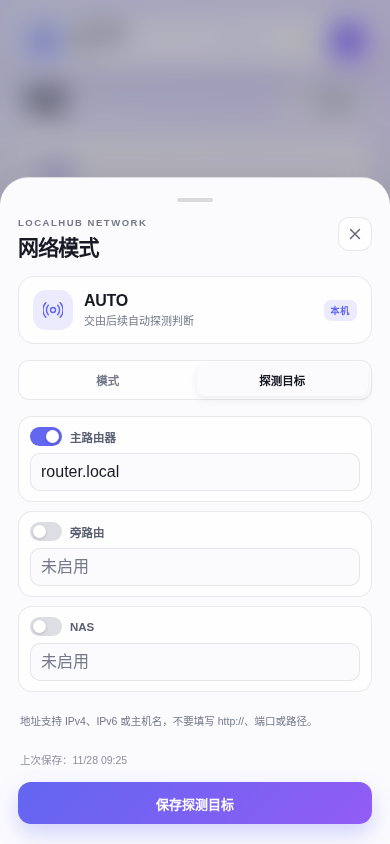 LOCALHUB NETWORK
网络模式
AUTO
交由后续自动探测判断
本机
模式
探测目标
主路由器
router.local
旁路由
未启用
NAS
未启用
地址支持 IPv4、IPv6 或主机名，不要填写 http://、端口或路径。
上次保存：11/28 09:25
保存探测目标